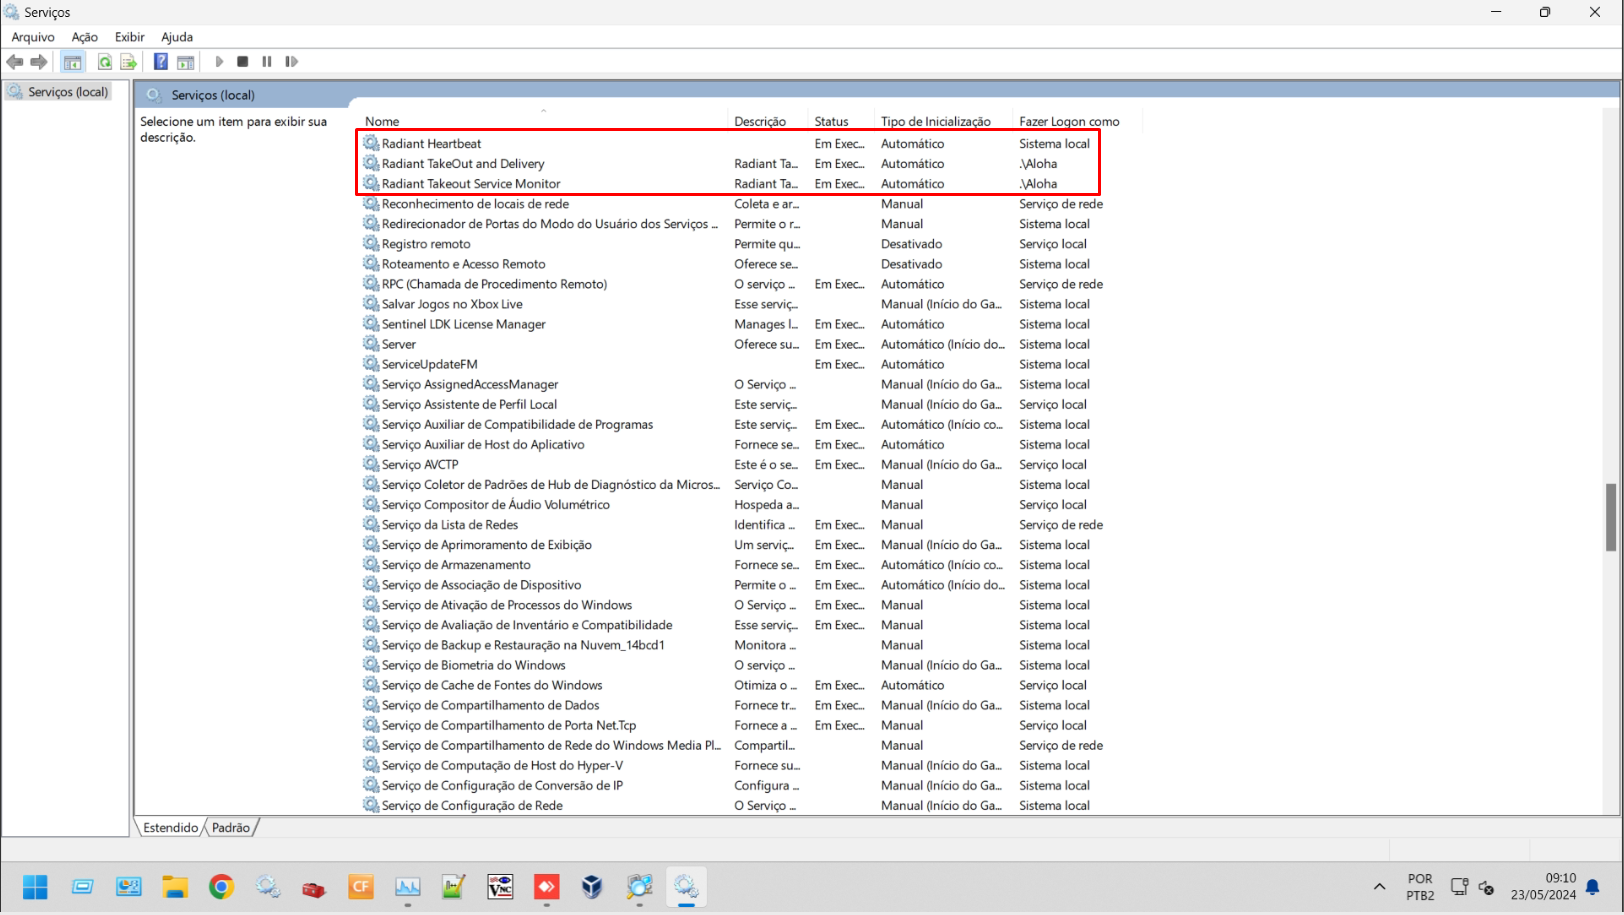 Serviços
Arquivo Ação Exibir Ajuda
Serviços (local)
Serviços (local)
Selecione um item para exibir sua
descrição.
Nome Descrição Status Tipo de Inicialização Fazer Logon como
Radiant Heartbeat Em Exec... Automático Sistema local
Radiant TakeOut and Delivery Radiant Ta... Em Exec... Automático .\Aloha
Radiant Takeout Service Monitor Radiant Ta... Em Exec... Automático .\Aloha
Reconhecimento de locais de rede Coleta e ar... Manual Serviço de rede
Redirecionador de Portas do Modo do Usuário dos Serviços ... Permite o r... Manual Sistema local
Registro remoto Permite qu... Desativado Serviço local
Roteamento e Acesso Remoto Oferece se... Desativado Sistema local
RPC (Chamada de Procedimento Remoto) O serviço ... Em Exec... Automático Serviço de rede
Salvar Jogos no Xbox Live Esse serviç... Manual (Início do Ga... Sistema local
Sentinel LDK License Manager Manages l... Em Exec... Automático Sistema local
Server Oferece su... Em Exec... Automático (Início do... Sistema local
ServiceUpdateFM Em Exec... Automático Sistema local
Serviço AssignedAccessManager O Serviço ... Manual (Início do Ga... Sistema local
Serviço Assistente de Perfil Local Este serviç... Manual (Início do Ga... Serviço local
Serviço Auxiliar de Compatibilidade de Programas Este serviç... Em Exec... Automático (Início co... Sistema local
Serviço Auxiliar de Host do Aplicativo Fornece se... Em Exec... Automático Sistema local
Serviço AVCTP Este é o se... Em Exec... Manual (Início do Ga... Serviço local
Serviço Coletor de Padrões de Hub de Diagnóstico da Micros... Serviço Co... Manual Sistema local
Serviço Compositor de Áudio Volumétrico Hospeda a... Manual Serviço local
Serviço da Lista de Redes Identifica ... Em Exec... Manual Serviço de rede
Serviço de Aprimoramento de Exibição Um serviç... Em Exec... Manual (Início do Ga... Sistema local
Serviço de Armazenamento Fornece se... Em Exec... Automático (Início co... Sistema local
Serviço de Associação de Dispositivo Permite o ... Em Exec... Automático (Início do... Sistema local
Serviço de Ativação de Processos do Windows O Serviço ... Em Exec... Manual Sistema local
Serviço de Avaliação de Inventário e Compatibilidade Esse serviç... Em Exec... Manual Sistema local
Serviço de Backup e Restauração na Nuvem_14bcd1 Monitora ... Manual Sistema local
Serviço de Biometria do Windows O serviço ... Manual (Início do Ga... Sistema local
Serviço de Cache de Fontes do Windows Otimiza o ... Em Exec... Automático Serviço local
Serviço de Compartilhamento de Dados Fornece tr... Em Exec... Manual (Início do Ga... Sistema local
Serviço de Compartilhamento de Porta Net.Tcp Fornece a ... Em Exec... Manual Serviço local
Serviço de Compartilhamento de Rede do Windows Media Pl... Compartil... Manual Serviço de rede
Serviço de Computação de Host do Hyper-V Fornece su... Manual (Início do Ga... Sistema local
Serviço de Configuração de Conversão de IP Configura ... Manual (Início do Ga... Sistema local
Serviço de Configuração de Rede O Serviço ... Manual (Início do Ga... Sistema local
Estendido Padrão
CF
VNC
POR
PTB2
09:10
23/05/2024